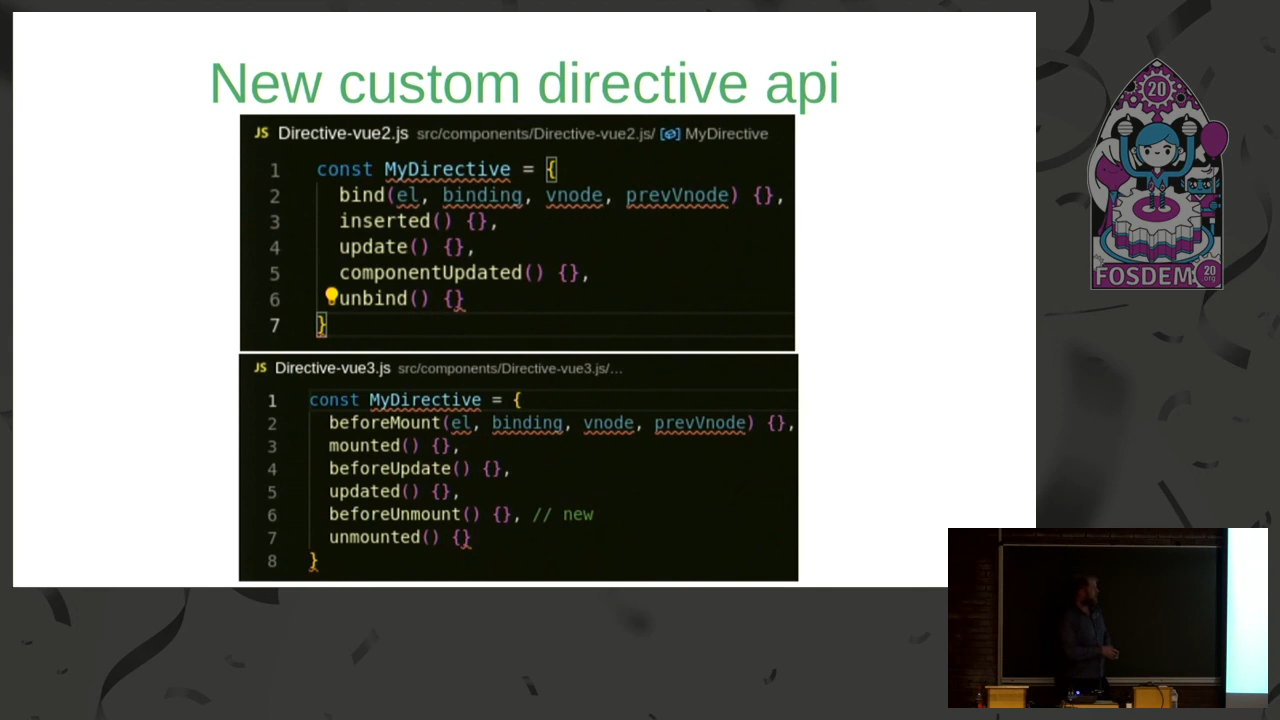 New custom directive api
JS Directive-vue2.js src/components/Directive-vue2.js/ MyDirective
1 const MyDirective = {
2 bind(el, binding, vnode, prevVnode) {},
3 inserted() {},
4 update() {},
5 componentUpdated() {},
6 unbind() {}
7 }
JS Directive-vue3.js src/components/Directive-vue3.js/...
1 const MyDirective = {
2 beforeMount(el, binding, vnode, prevVnode) {},
3 mounted() {},
4 beforeUpdate() {},
5 updated() {},
6 beforeUnmount() {}, // new
7 unmounted() {}
8 }
20
FOSDEM 20
.org